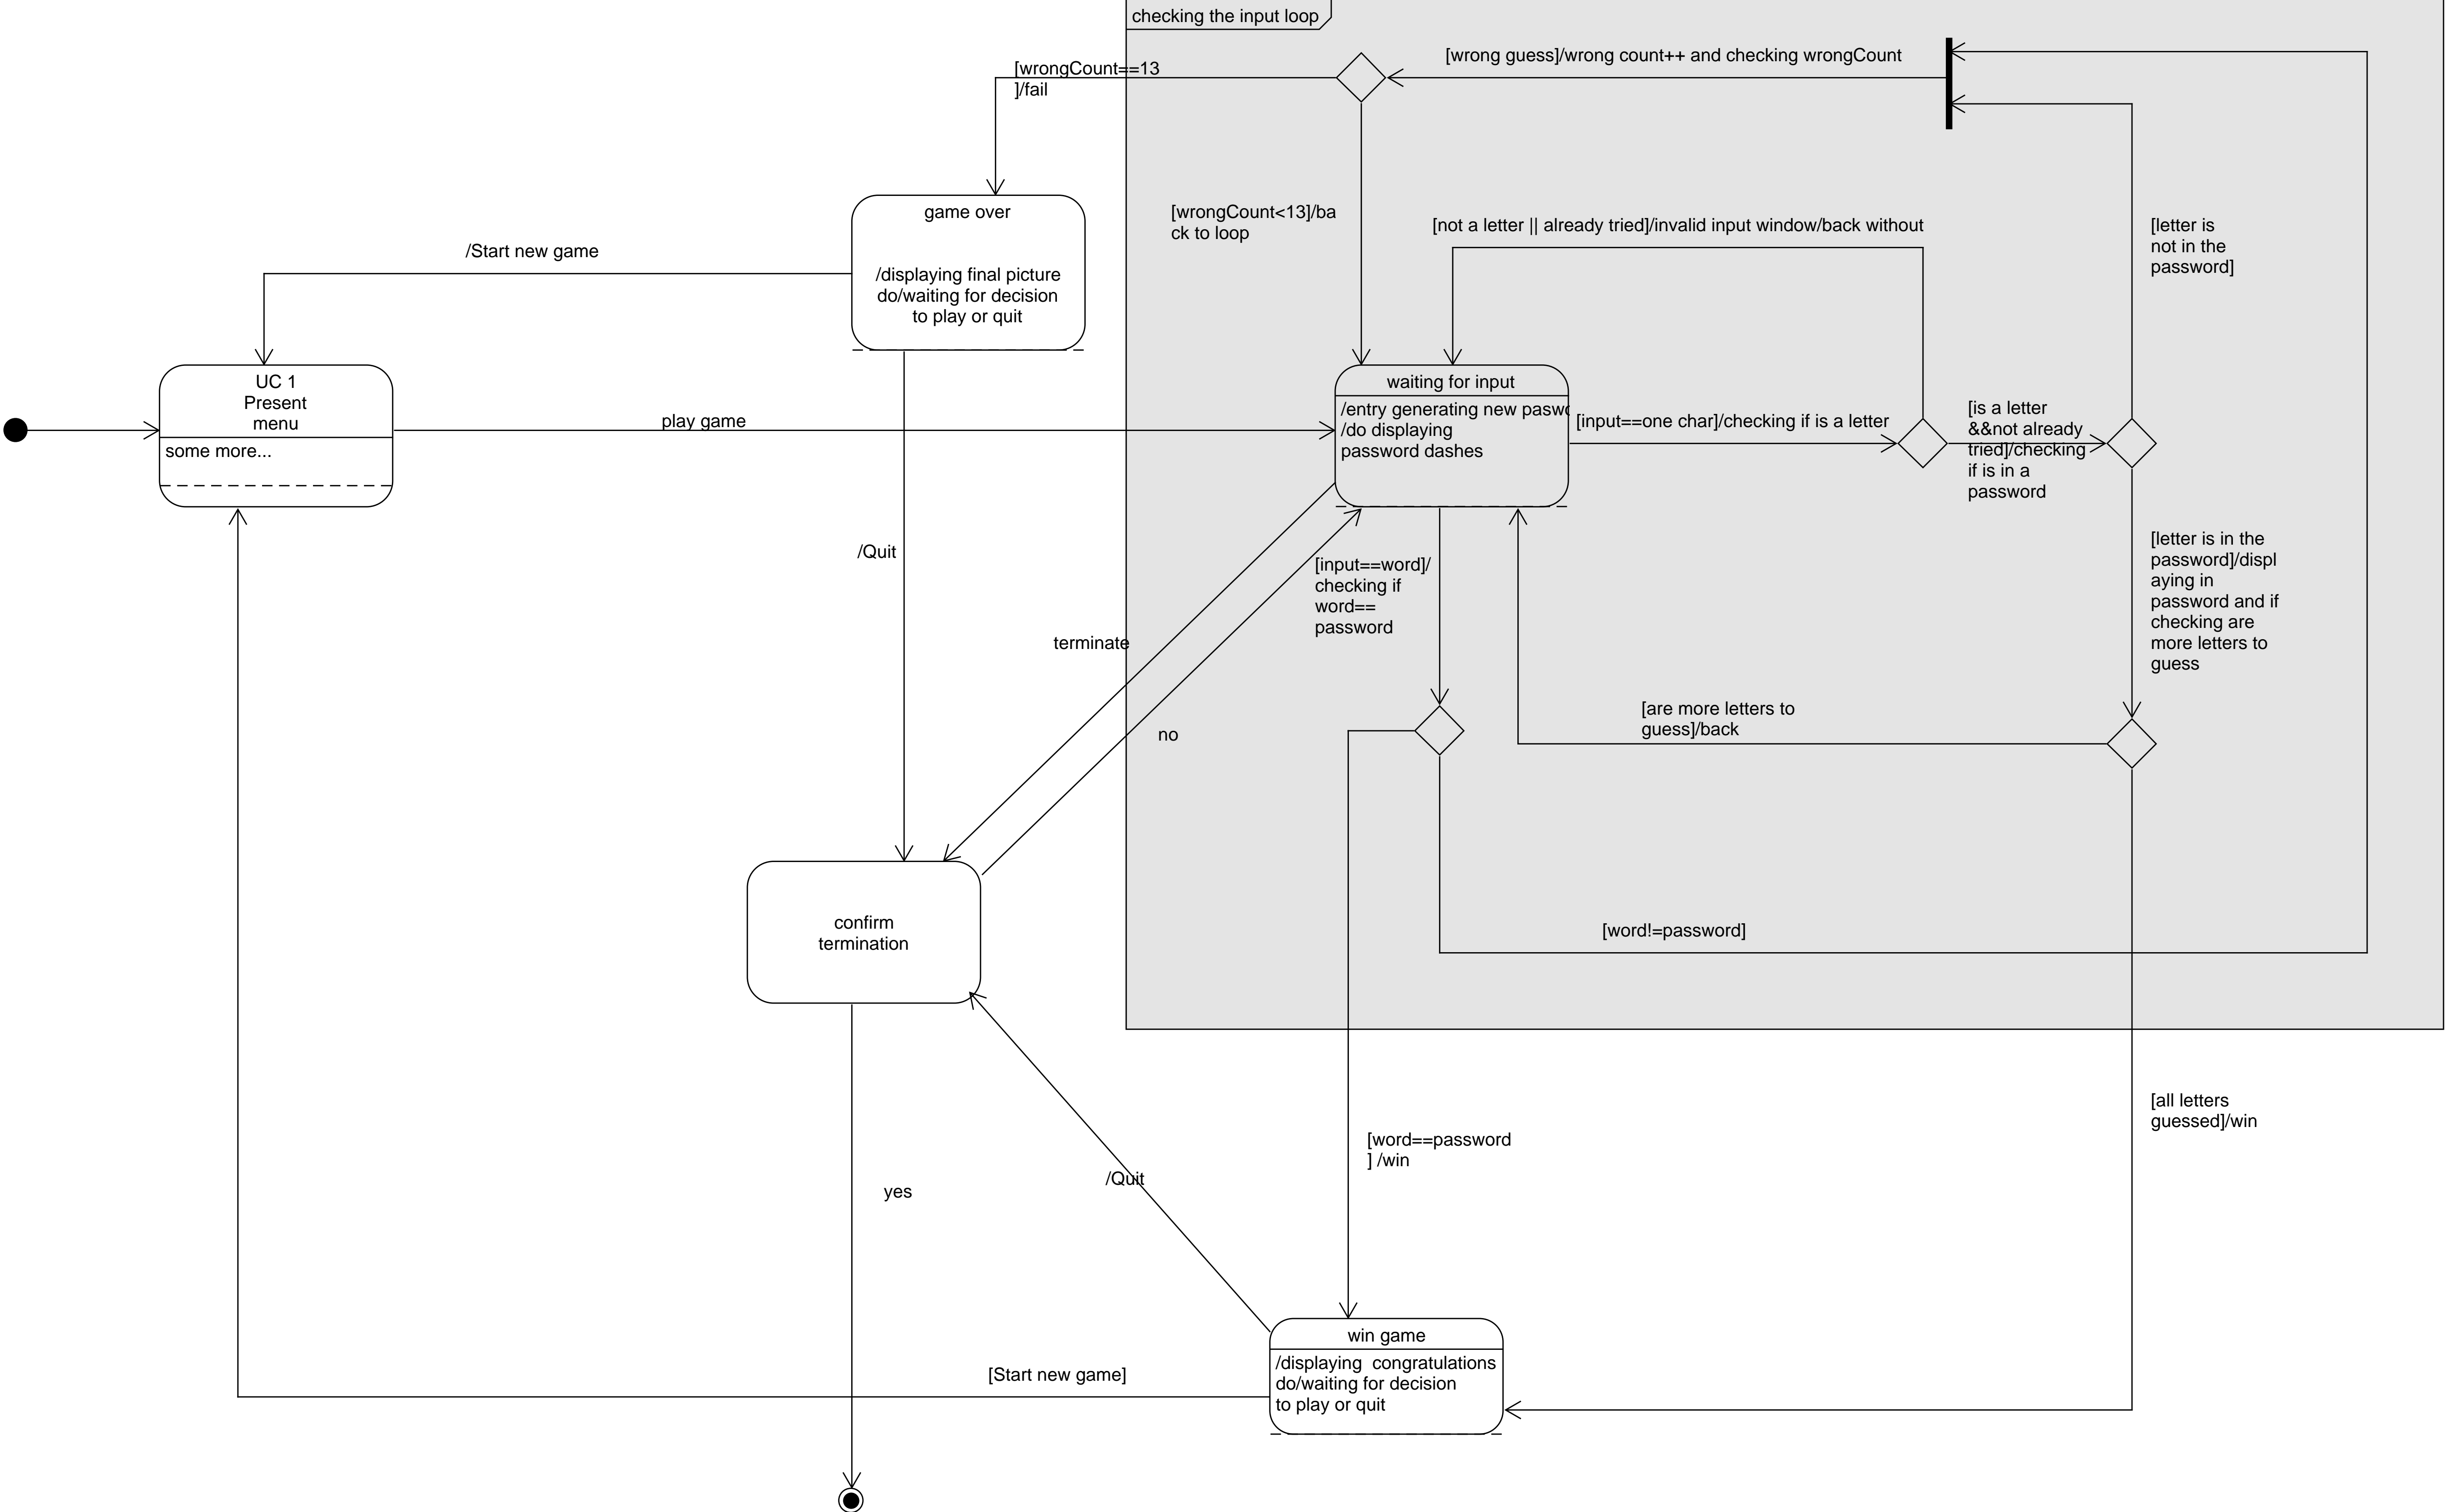 checking the input loop
[wrong guess]/wrong count++ and checking wrongCount
[wrongCount==13
]/fail
game over
/displaying final picture
do/waiting for decision
to play or quit
[wrongCount<13]/ba
ck to loop
[not a letter || already tried]/invalid input window/back without
[letter is
not in the
password]
/Start new game
UC 1
Present
menu
some more...
play game
waiting for input
/entry generating new paswo
/do displaying
password dashes
[input==one char]/checking if is a letter
[is a letter
&&not already
tried]/checking
if is in a
password
/Quit
[input==word]/
checking if
word==
password
[letter is in the
password]/displ
aying in
password and if
checking are
more letters to
guess
terminate
no
[are more letters to
guess]/back
confirm
termination
[word!=password]
[all letters
guessed]/win
[word==password
] /win
/Quit
yes
win game
/displaying  congratulations
do/waiting for decision
to play or quit
[Start new game]